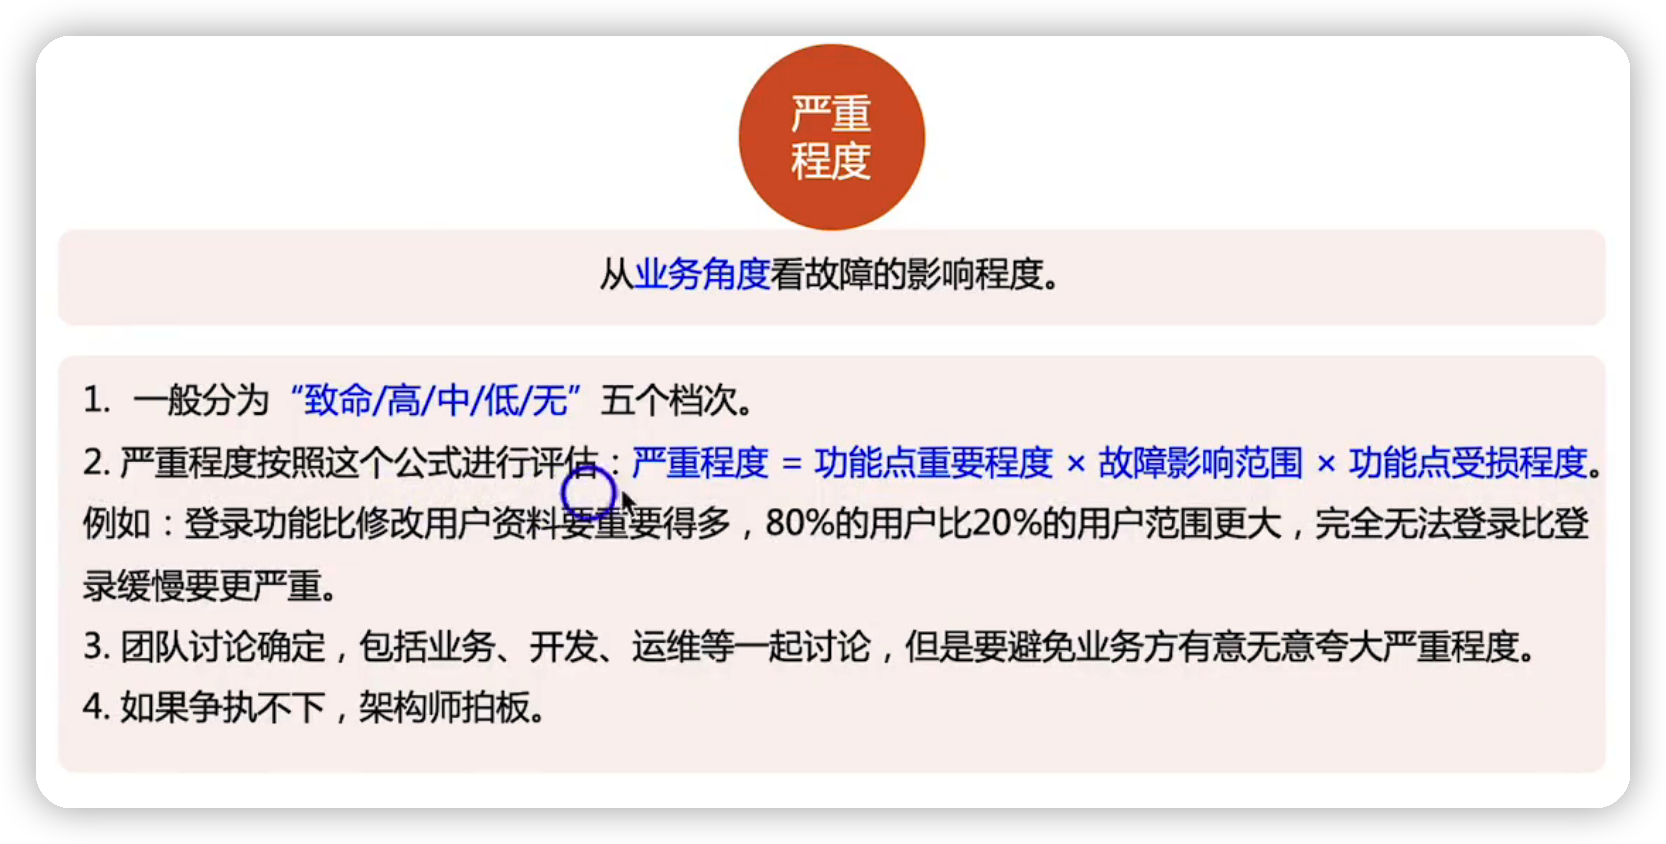 严重
程度
从业务角度看故障的影响程度。
1. 一般分为“致命/高/中/低/无”五个档次。
2. 严重程度按照这个公式进行评估：严重程度 = 功能点重要程度 × 故障影响范围 × 功能点受损程度。
例如：登录功能比修改用户资料要重要得多，80%的用户比20%的用户范围更大，完全无法登录比登
录缓慢要更严重。
3. 团队讨论确定，包括业务、开发、运维等一起讨论，但是要避免业务方有意无意夸大严重程度。
4. 如果争执不下，架构师拍板。